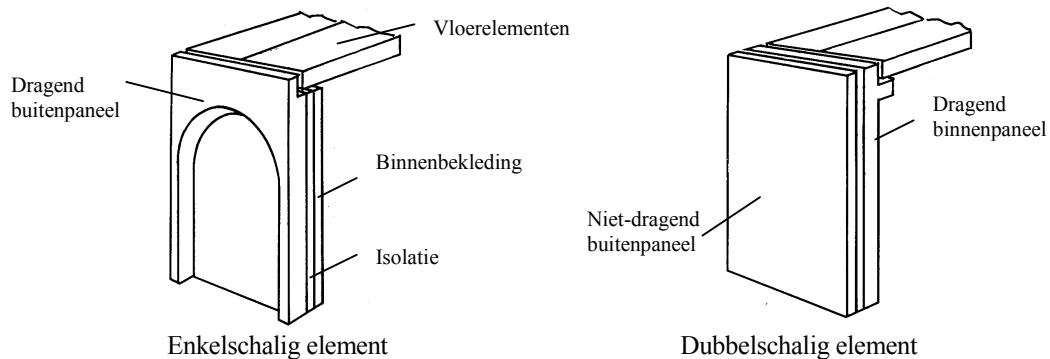 Vloerelementen
Dragend
buitenpaneel
Binnenbekleding
Isolatie
Enkelschalig element
Dragend
binnenpaneel
Niet-dragend
buitenpaneel
Dubbelschalig element